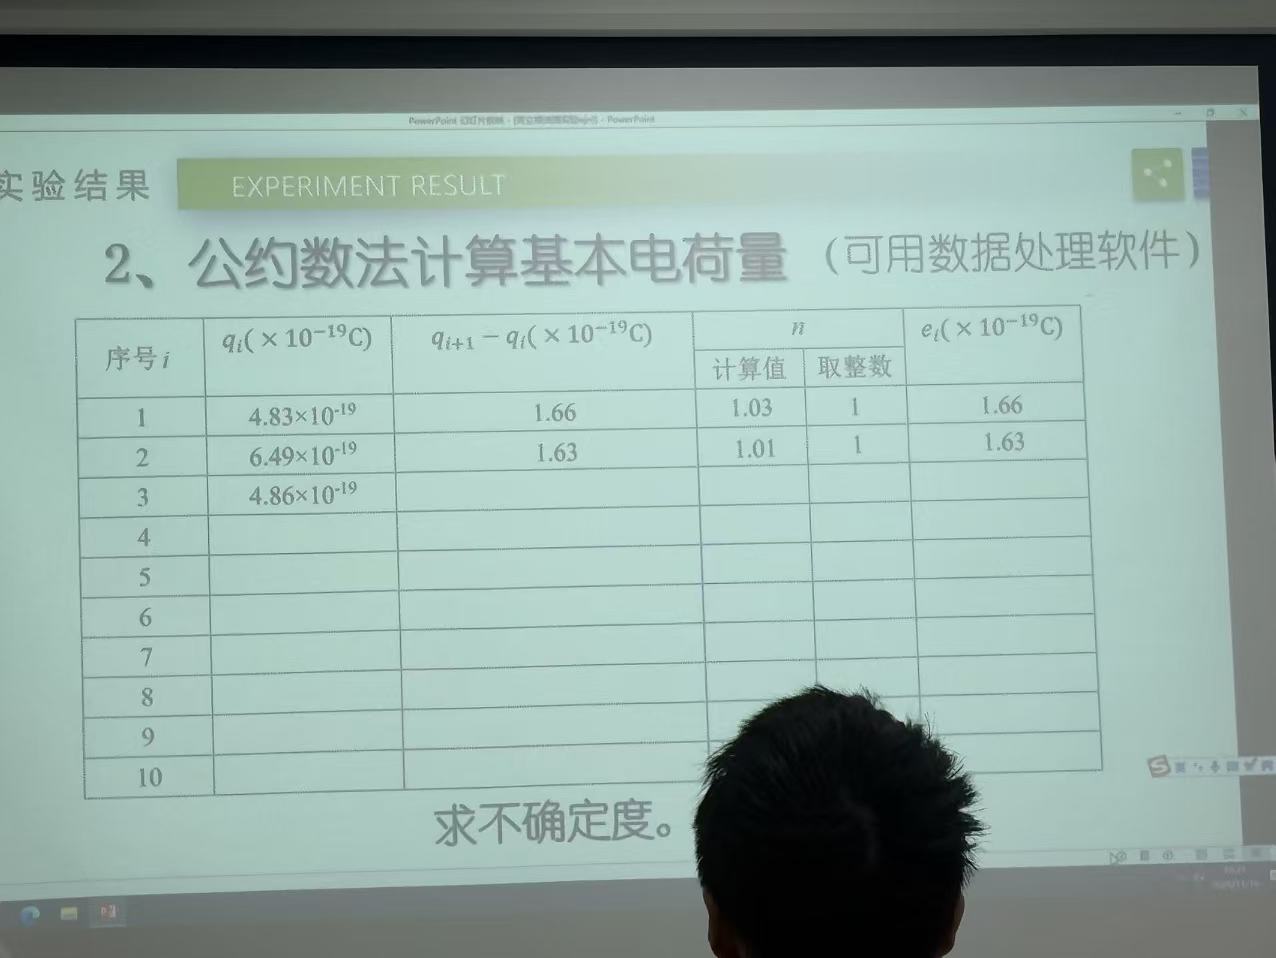 实验结果
EXPERIMENT RESULT
2、公约数法计算基本电荷量（可用数据处理软件）
序号i qᵢ(×10⁻¹⁹C) qᵢ₊₁－qᵢ(×10⁻¹⁹C) n eᵢ(×10⁻¹⁹C)
计算值 取整数
1 4.83×10⁻¹⁹ 1.66 1.03 1 1.66
2 6.49×10⁻¹⁹ 1.63 1.01 1 1.63
3 4.86×10⁻¹⁹
4
5
6
7
8
9
10
求不确定度。